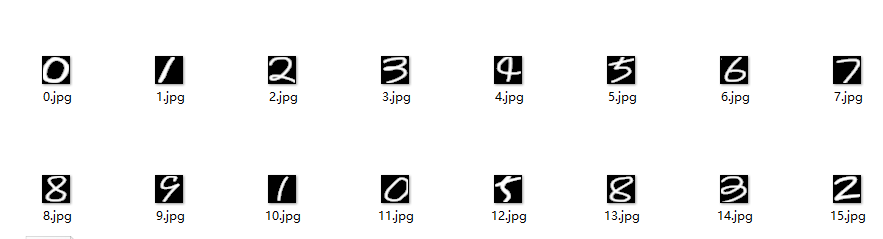 0 1 2 3 4 5 6 7
0.jpg 1.jpg 2.jpg 3.jpg 4.jpg 5.jpg 6.jpg 7.jpg
8 9 1 0 5 8 3 2
8.jpg 9.jpg 10.jpg 11.jpg 12.jpg 13.jpg 14.jpg 15.jpg